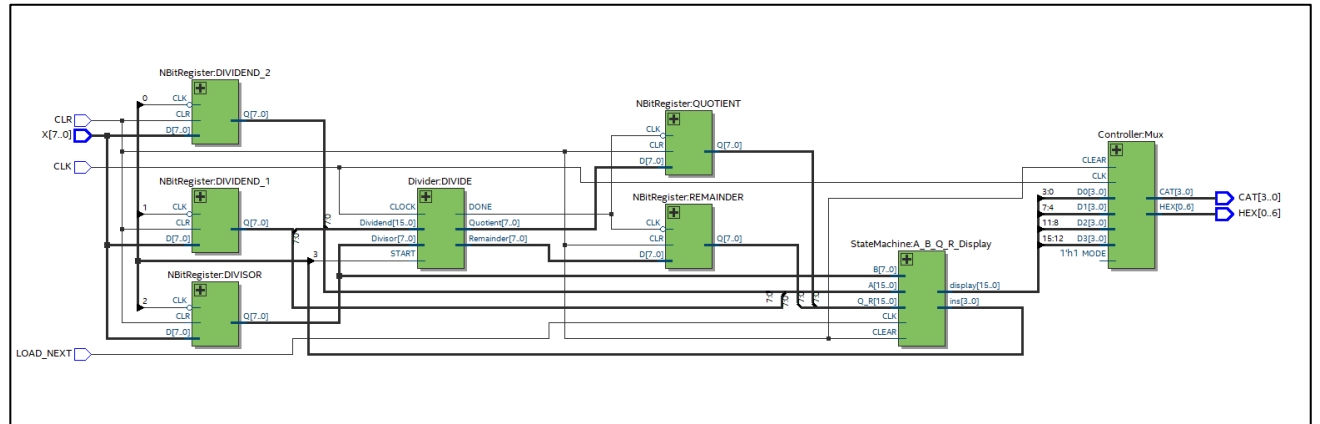 NBitRegister:DIVIDEND_2
0
CLK
CLR
D[7..0]
Q[7..0]
CLR
X[7..0]
CLK
LOAD_NEXT
NBitRegister:DIVIDEND_1
1
CLK
CLR
D[7..0]
Q[7..0]
NBitRegister:DIVISOR
2
CLK
CLR
D[7..0]
Q[7..0]
7:0
7:0
3
Divider:DIVIDE
CLOCK
Dividend[15..0]
Divisor[7..0]
START
DONE
Quotient[7..0]
Remainder[7..0]
NBitRegister:QUOTIENT
CLK
CLR
D[7..0]
Q[7..0]
NBitRegister:REMAINDER
CLK
CLR
D[7..0]
Q[7..0]
7:0
7:0
7:0
StateMachine:A_B_Q_R_Display
B[7..0]
A[15..0]
Q_R[15..0]
CLK
CLEAR
display[15..0]
ins[3..0]
Controller:Mux
CLEAR
CLK
3:0
D0[3..0]
7:4
D1[3..0]
11:8
D2[3..0]
15:12
D3[3..0]
1'h1 MODE
CAT[3..0]
HEX[0..6]
CAT[3..0]
HEX[0..6]